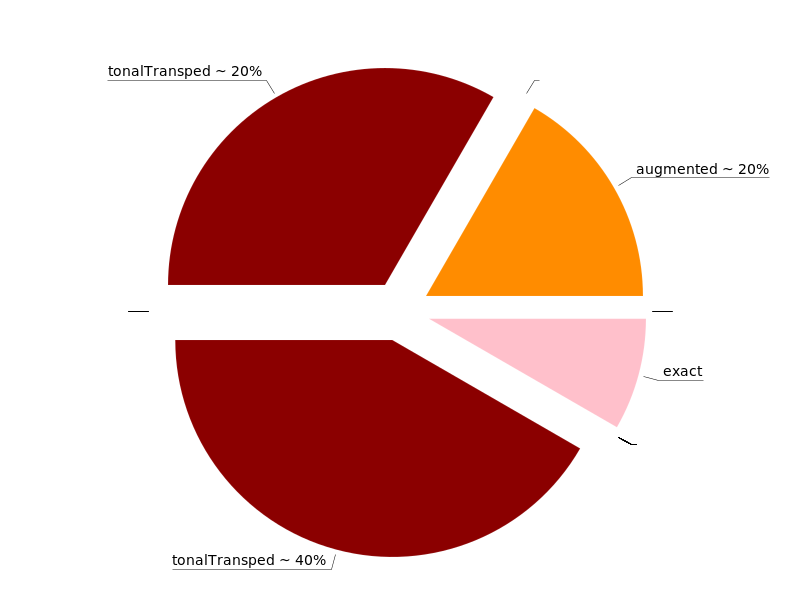 tonalTransped ~ 20%
augmented ~ 20%
exact
tonalTransped ~ 40%